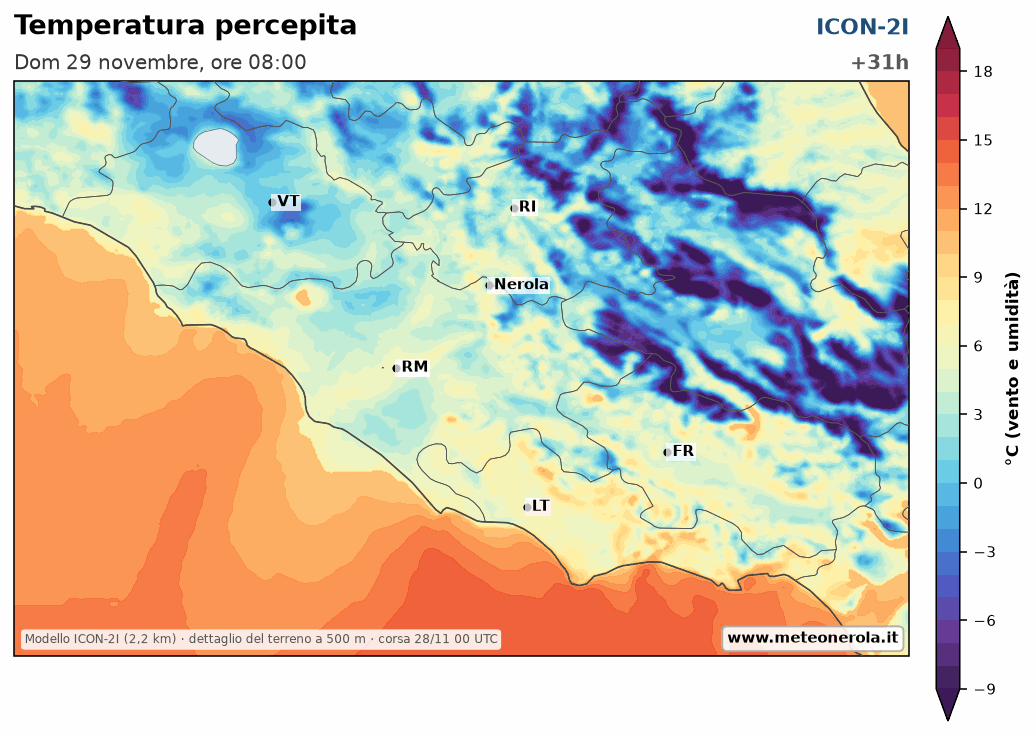 Temperatura percepita
ICON-2I
Dom 29 novembre, ore 08:00
+31h
18
15
12
9
6
3
0
−3
−6
−9
°C (vento e umidità)
VT
RI
Nerola
RM
FR
LT
Modello ICON-2I (2,2 km) · dettaglio del terreno a 500 m · corsa 28/11 00 UTC
www.meteonerola.it